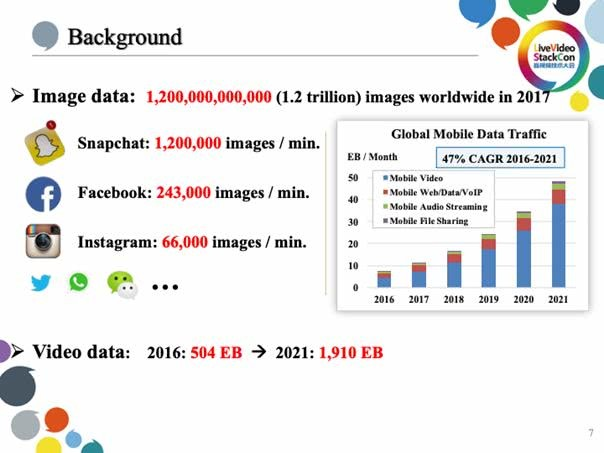 Background
LiveVideo
StackCon
音视频技术大会
➤ Image data: 1,200,000,000,000 (1.2 trillion) images worldwide in 2017
Snapchat: 1,200,000 images / min.
Facebook: 243,000 images / min.
Instagram: 66,000 images / min.
...
Global Mobile Data Traffic
EB / Month
47% CAGR 2016-2021
Mobile Video
Mobile Web/Data/VoIP
Mobile Audio Streaming
Mobile File Sharing
50
40
30
20
10
0
2016 2017 2018 2019 2020 2021
➤ Video data: 2016: 504 EB → 2021: 1,910 EB
7